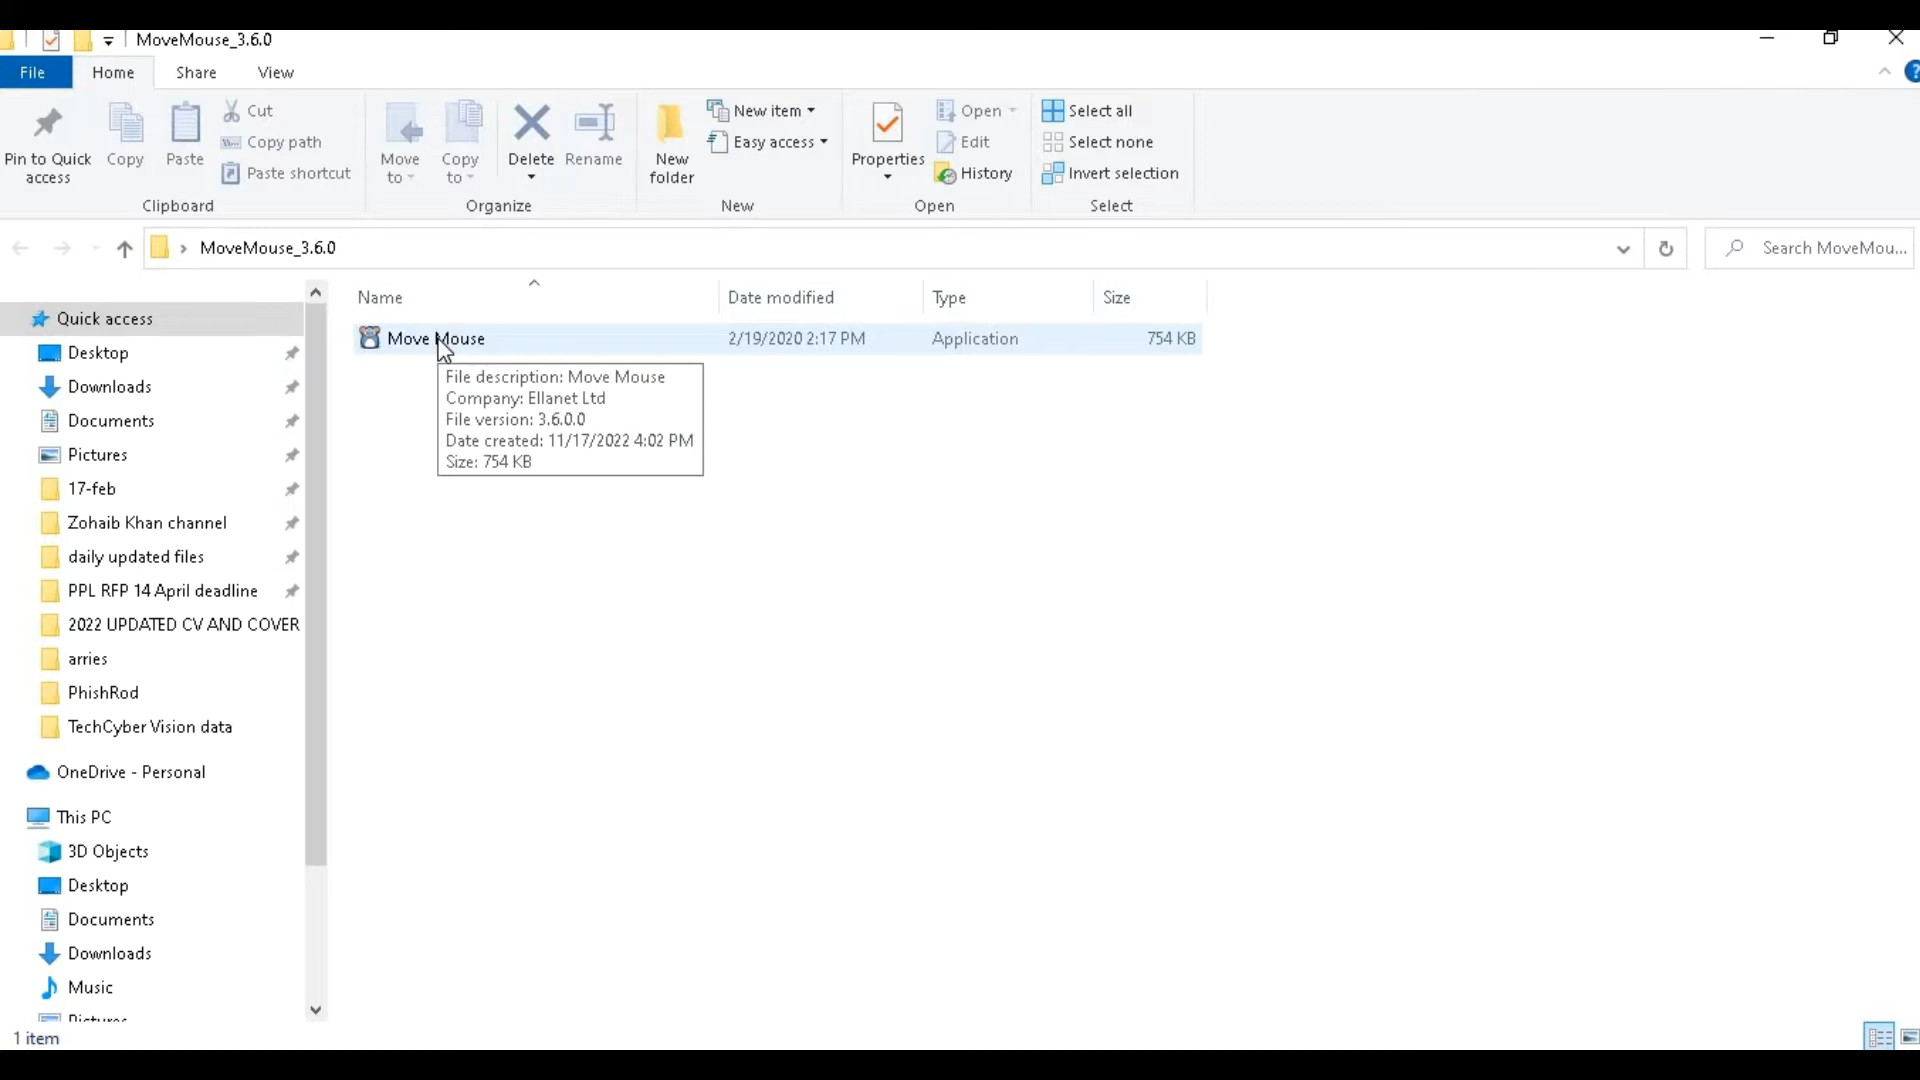 MoveMouse_3.6.0
File
Home
Share
View
?
Pin to Quick
access
Copy
Paste
Cut
Copy path
Paste shortcut
Clipboard
Move
to
Copy
to
Delete
Rename
Organize
New
folder
New item
Easy access
New
Properties
Open
Edit
History
Open
Select all
Select none
Invert selection
Select
MoveMouse_3.6.0
Search MoveMou...
Name
Date modified
Type
Size
Move Mouse
2/19/2020 2:17 PM
Application
754 KB
File description: Move Mouse
Company: Ellanet Ltd
File version: 3.6.0.0
Date created: 11/17/2022 4:02 PM
Size: 754 KB
Quick access
Desktop
Downloads
Documents
Pictures
17-feb
Zohaib Khan channel
daily updated files
PPL RFP 14 April deadline
2022 UPDATED CV AND COVER
arries
PhishRod
TechCyber Vision data
OneDrive - Personal
This PC
3D Objects
Desktop
Documents
Downloads
Music
Pictures
1 item